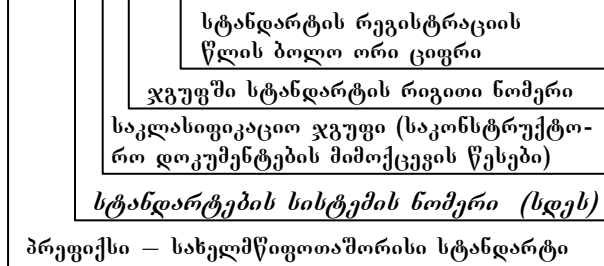 სტანდარტის რეგისტრაციის
წლის ბოლო ორი ციფრი
ჯგუფში სტანდარტის რიგითი ნომერი
საკლასიფიკაციო ჯგუფი (საკონსტრუქტო-
რო დოკუმენტების მიმოქცევის წესები)
სტანდარტების სისტემის ნომერი (სდეს)
პრეფიქსი – სახელმწიფოთაშორისი სტანდარტი